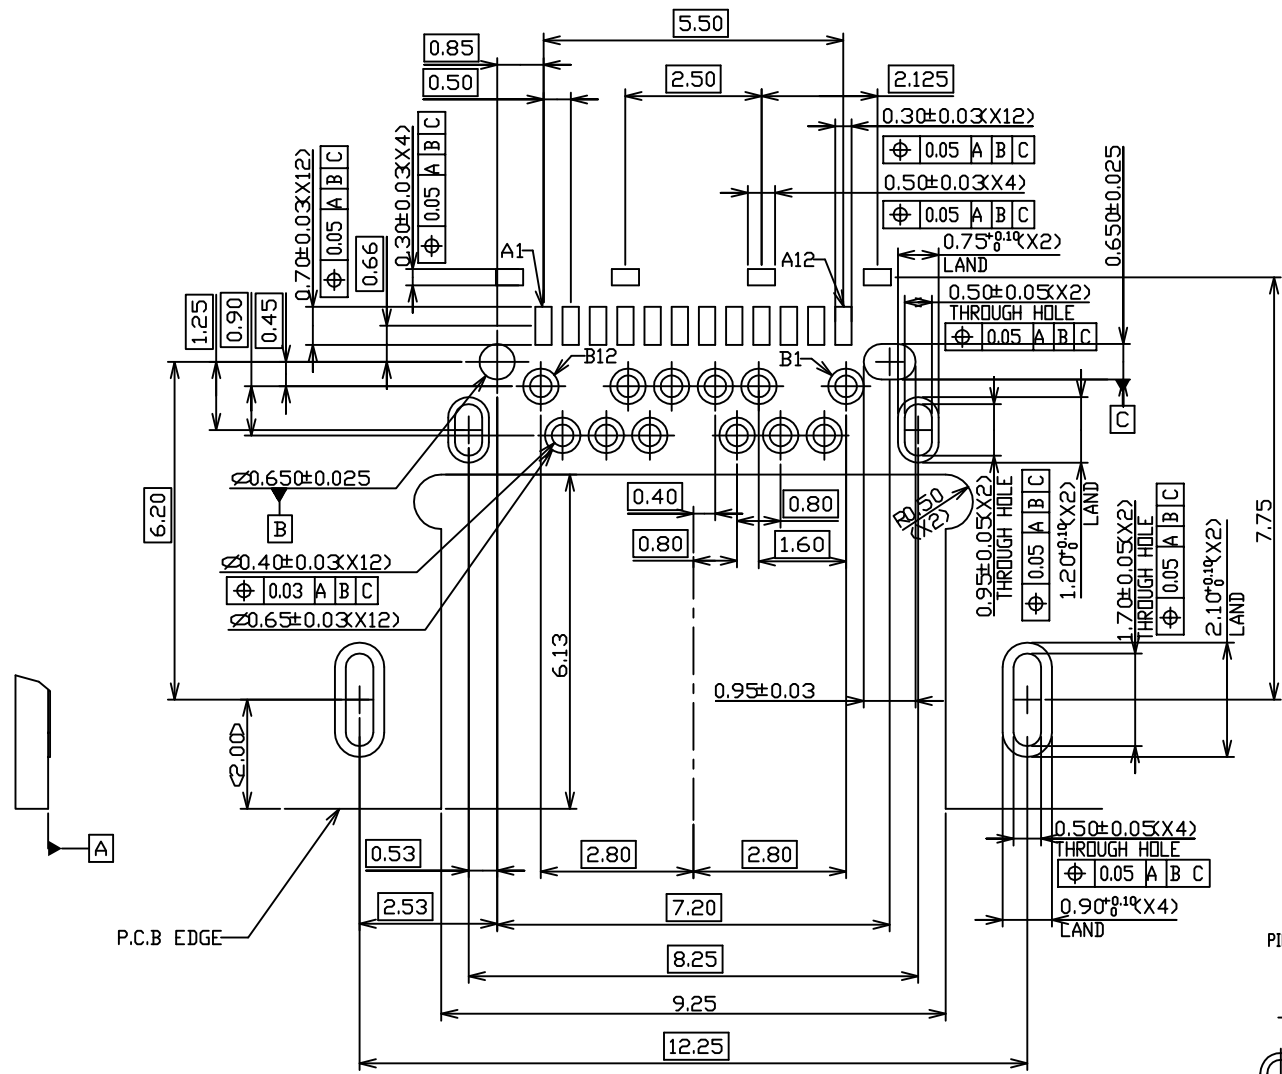 5.50
0.85
0.50
2.50
2.125
0.30±0.03(X12)
⌖ 0.05 A B C
0.50±0.03(X4)
⌖ 0.05 A B C
0.75 +0.10 0 (X2)
LAND
0.50±0.05(X2)
THROUGH HOLE
⌖ 0.05 A B C
0.650±0.025
C
0.70±0.03(X12)
⌖ 0.05 A B C
0.66
0.30±0.03(X4)
⌖ 0.05 A B C
A1
A12
1.25
0.90
0.45
B12
B1
6.20
⌀0.650±0.025
B
⌀0.40±0.03(X12)
⌖ 0.03 A B C
⌀0.65±0.03(X12)
0.40
0.80
0.80
1.60
R0.50
(X2)
0.95±0.05(X2)
THROUGH HOLE
⌖ 0.05 A B C
1.20 +0.10 0 (X2)
LAND
1.70±0.05(X2)
THROUGH HOLE
⌖ 0.05 A B C
2.10 +0.10 0 (X2)
LAND
7.75
6.13
0.95±0.03
(2.00)
A
0.53
2.80
2.80
0.50±0.05(X4)
THROUGH HOLE
⌖ 0.05 A B C
0.90 +0.10 0 (X4)
LAND
2.53
7.20
P.C.B EDGE
8.25
9.25
12.25